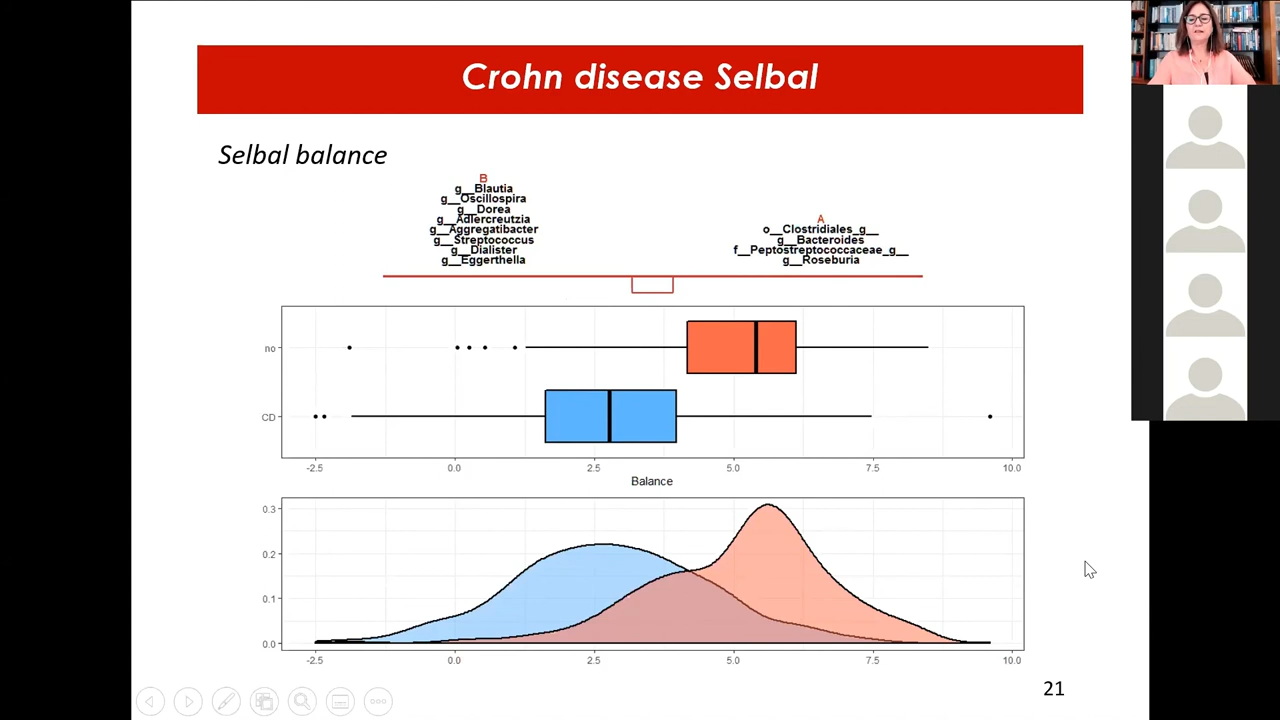 Crohn disease Selbal
Selbal balance
B
g__Blautia
g__Oscillospira
g__Dorea
g__Adlercreutzia
g__Aggregatibacter
g__Streptococcus
g__Dialister
g__Eggerthella
A
o__Clostridiales_g__
g__Bacteroides
f__Peptostreptococcaceae_g__
g__Roseburia
no
CD
-2.5 0.0 2.5 5.0 7.5 10.0
Balance
0.3
0.2
0.1
0.0
-2.5 0.0 2.5 5.0 7.5 10.0
21